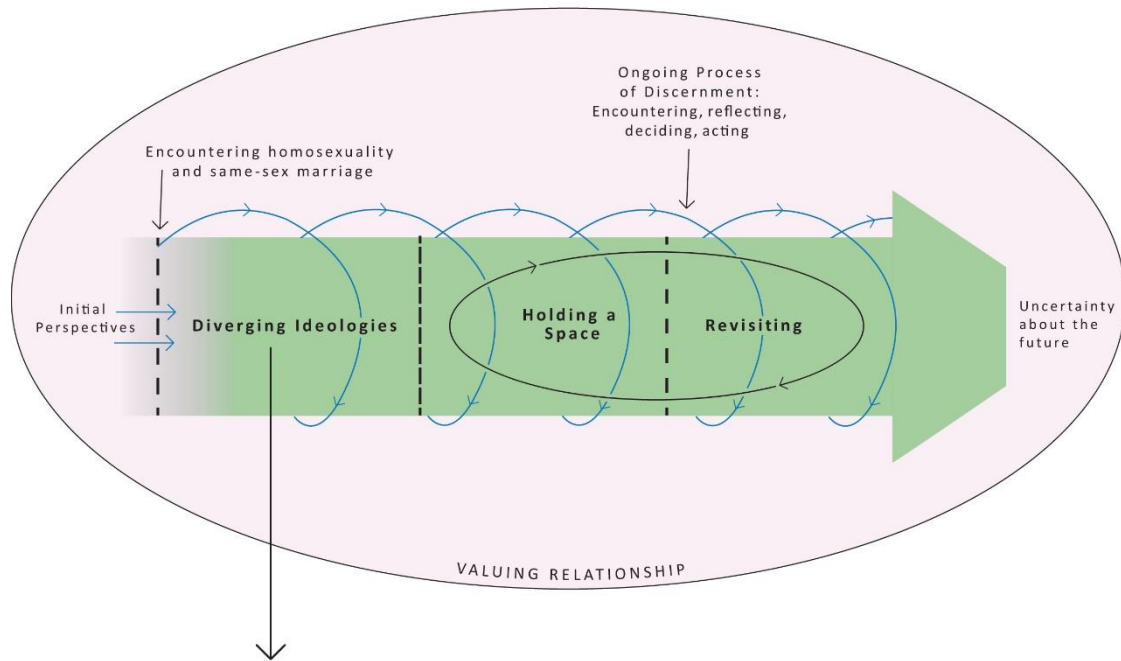 Ongoing Process
of Discernment:
Encountering, reflecting,
deciding, acting
Encountering homosexuality
and same-sex marriage
Initial
Perspectives
Diverging Ideologies
Holding a
Space
Revisiting
Uncertainty
about the
future
VALUING RELATIONSHIP